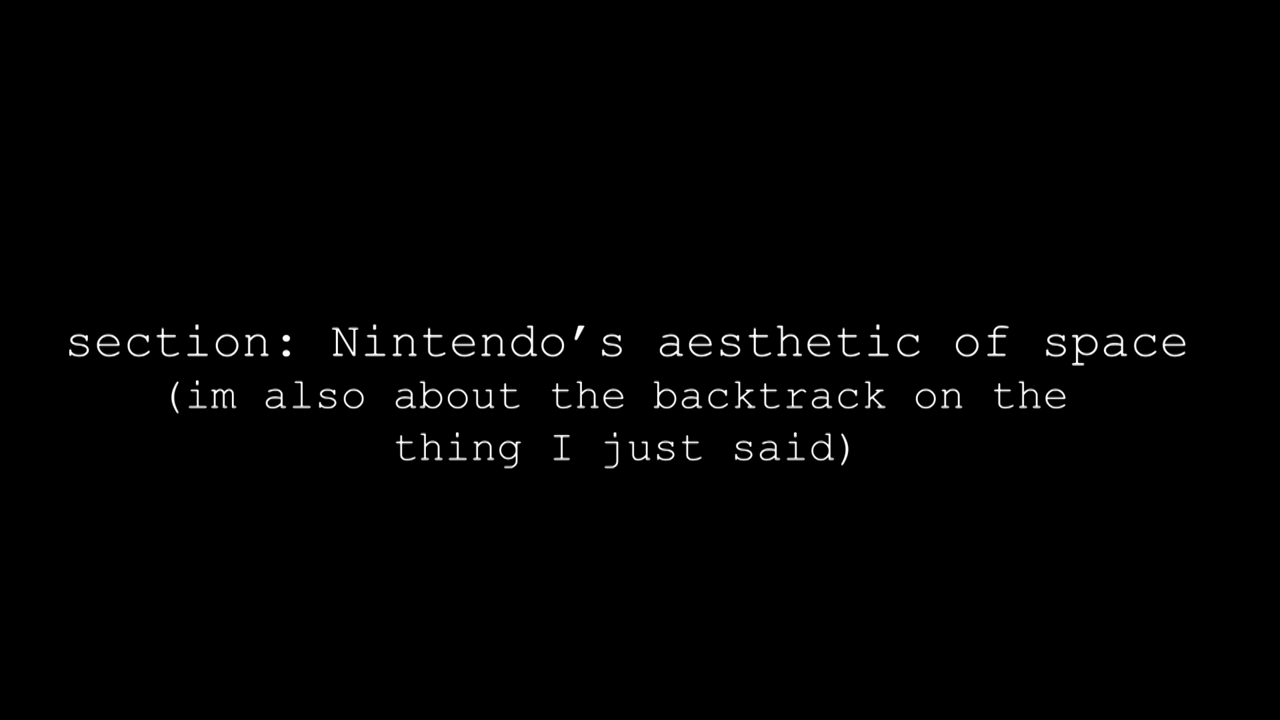 section: Nintendo’s aesthetic of space
(im also about the backtrack on the
thing I just said)